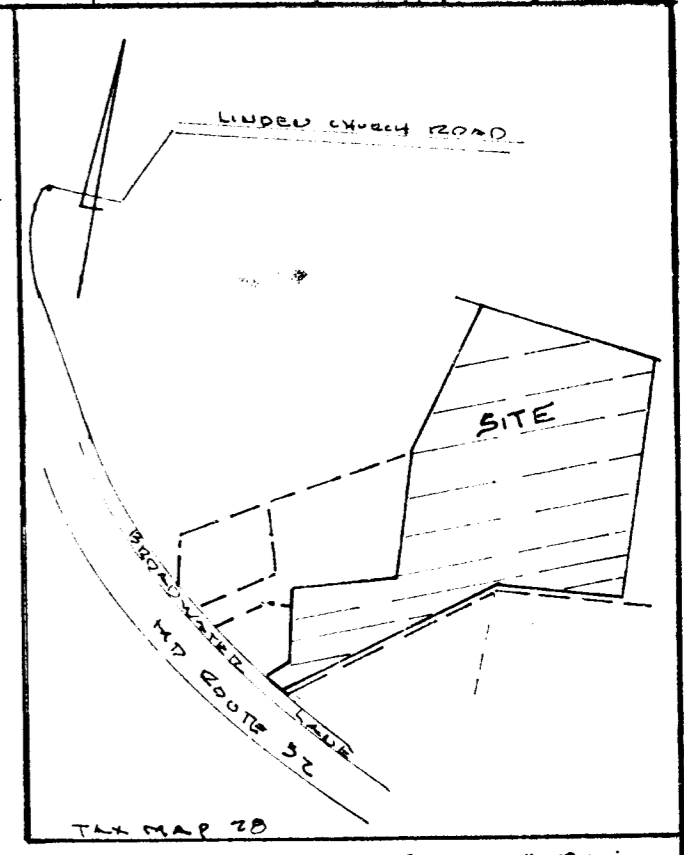 LINDEN CHURCH ROAD
SITE
BROADWATER LANE
MD ROUTE 32
TAX MAP 28